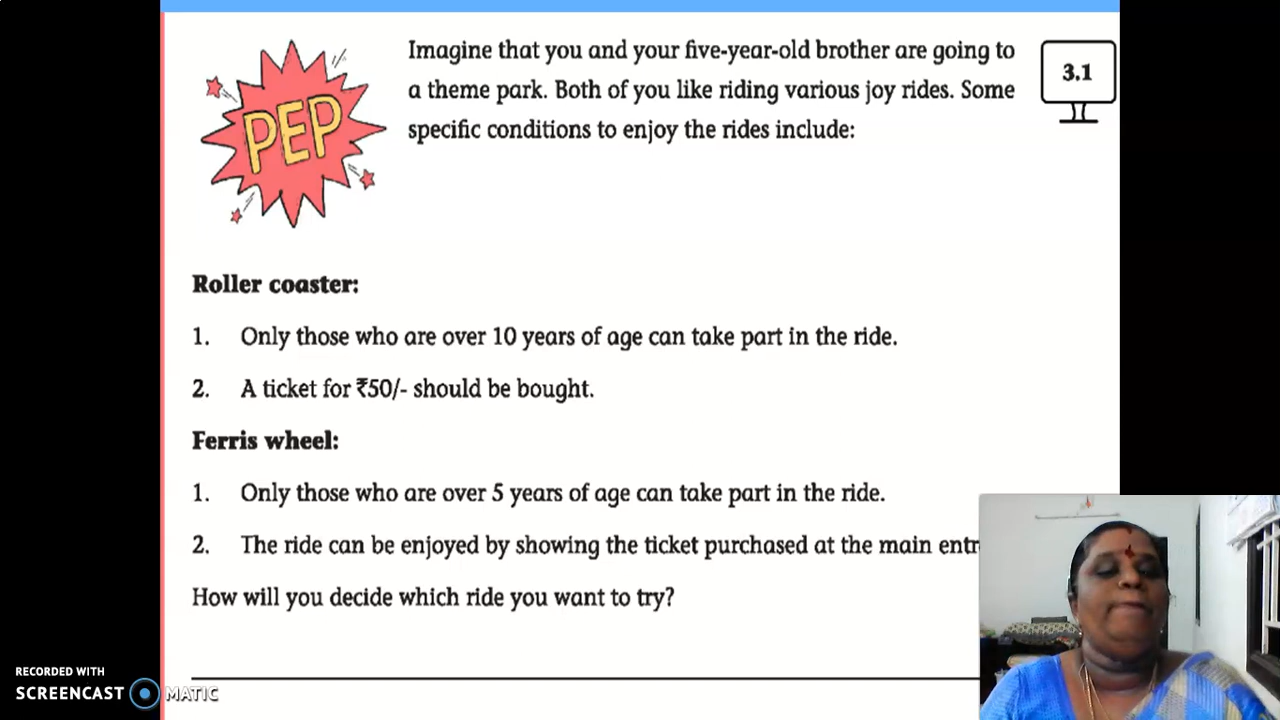 Imagine that you and your five-year-old brother are going to
a theme park. Both of you like riding various joy rides. Some
specific conditions to enjoy the rides include:
3.1
PEP
Roller coaster:
1. Only those who are over 10 years of age can take part in the ride.
2. A ticket for ₹50/- should be bought.
Ferris wheel:
1. Only those who are over 5 years of age can take part in the ride.
2. The ride can be enjoyed by showing the ticket purchased at the main entr
How will you decide which ride you want to try?
RECORDED WITH
SCREENCAST MATIC